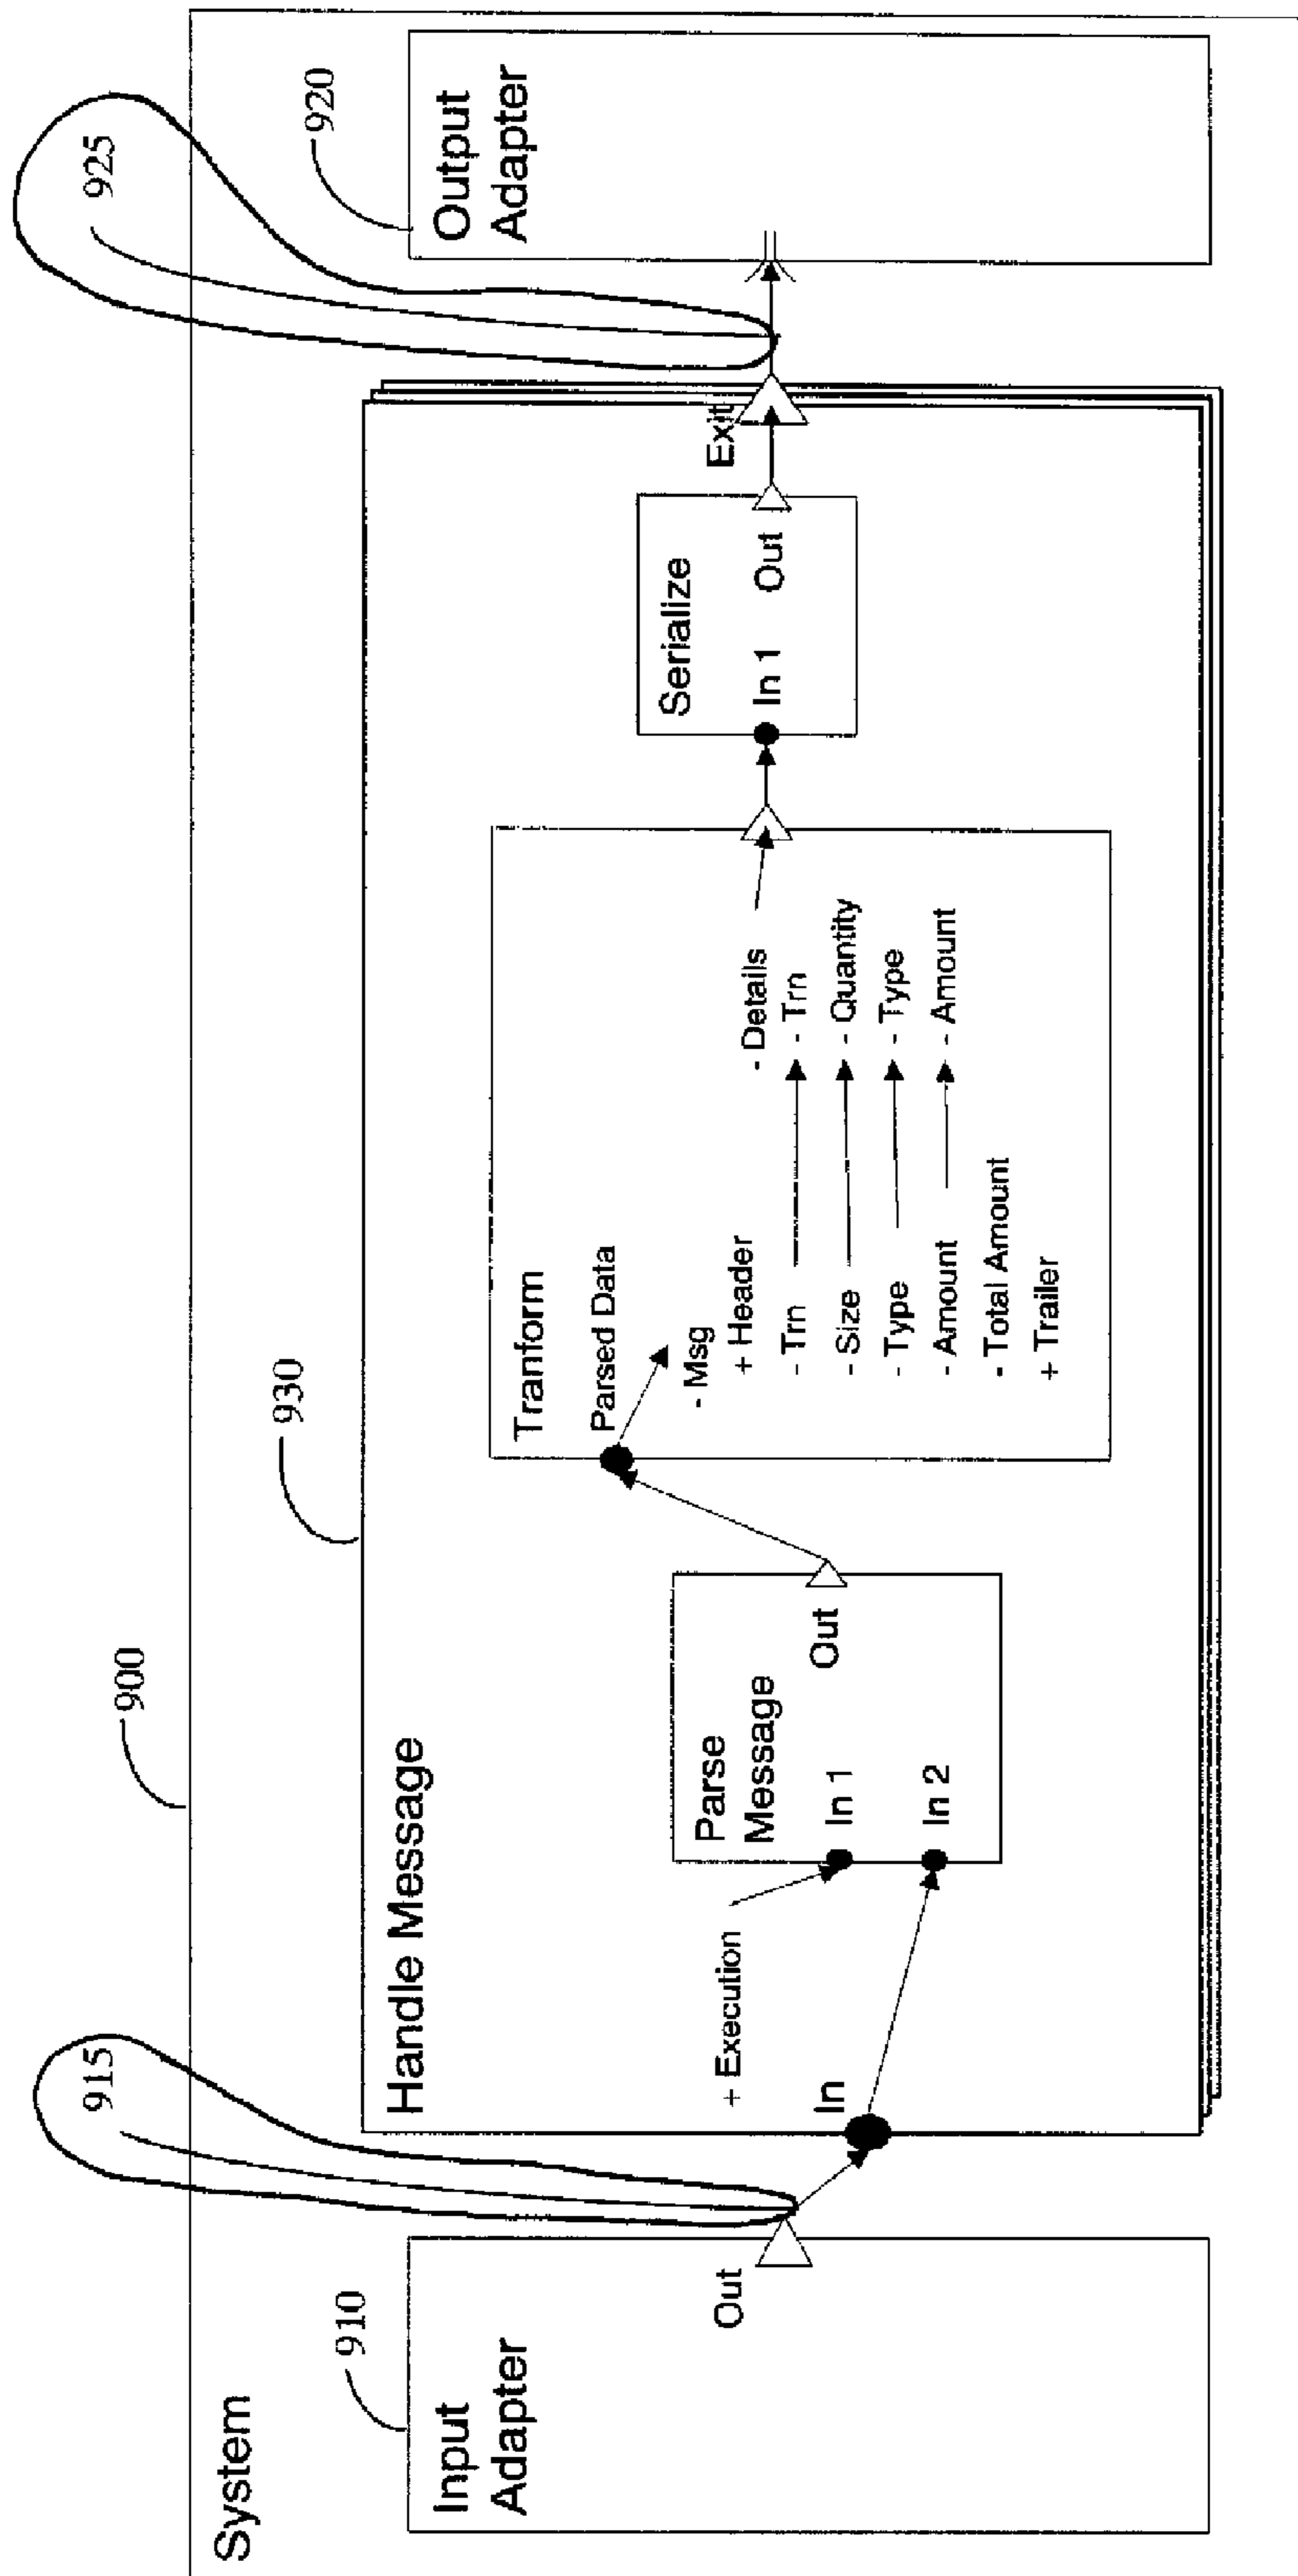 900
System
910
Input
Adapter
Out
915
930
Handle Message
In
+ Execution
Parse
Message
In 1
In 2
Out
Tranform
Parsed Data
- Msg
+ Header
- Trn
- Size
- Type
- Amount
- Total Amount
+ Trailer
- Details
- Trn
- Quantity
- Type
- Amount
Serialize
In 1
Out
Exit
925
920
Output
Adapter